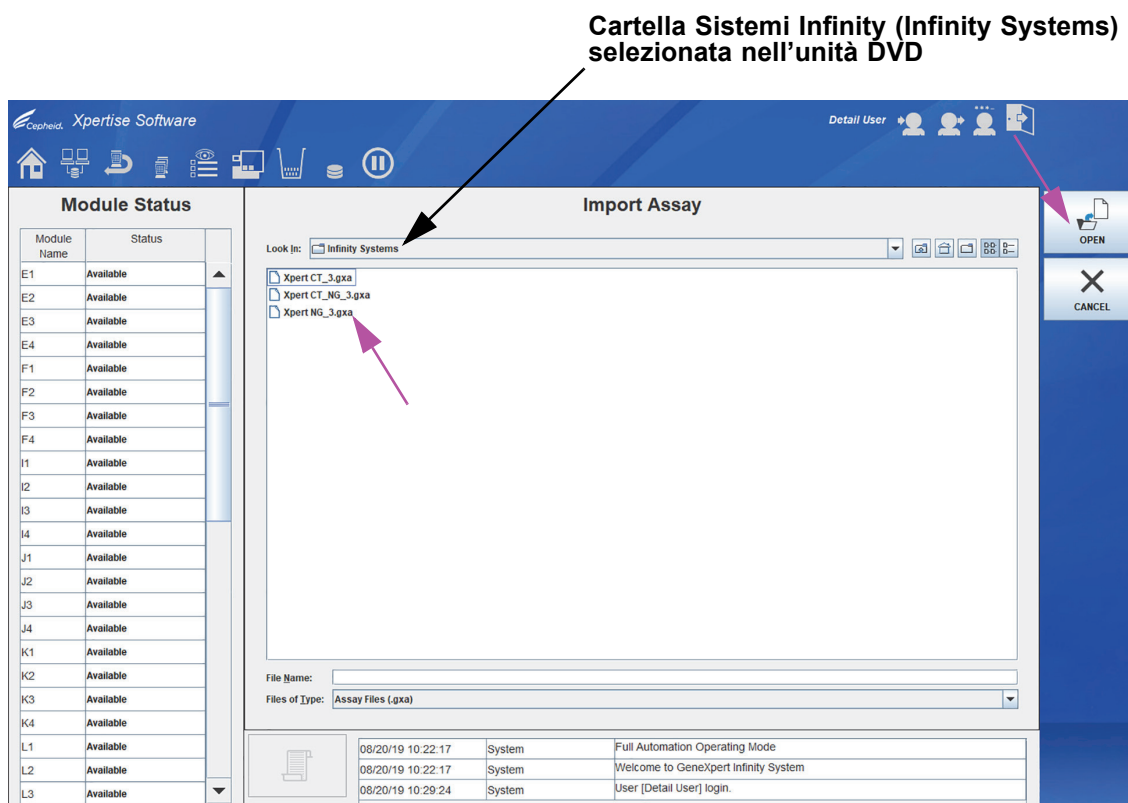 Cartella Sistemi Infinity (Infinity Systems)
selezionata nell'unità DVD
Cepheid. Xpertise Software
Detail User
Module Status
Import Assay
OPEN
CANCEL
Module Name Status
Look In: Infinity Systems
E1 Available
E2 Available
E3 Available
E4 Available
F1 Available
F2 Available
F3 Available
F4 Available
I1 Available
I2 Available
I3 Available
I4 Available
J1 Available
J2 Available
J3 Available
J4 Available
K1 Available
K2 Available
K3 Available
K4 Available
L1 Available
L2 Available
L3 Available
Xpert CT_3.gxa
Xpert CT_NG_3.gxa
Xpert NG_3.gxa
File Name:
Files of Type: Assay Files (.gxa)
08/20/19 10:22:17 System Full Automation Operating Mode
08/20/19 10:22:17 System Welcome to GeneXpert Infinity System
08/20/19 10:29:24 System User [Detail User] login.